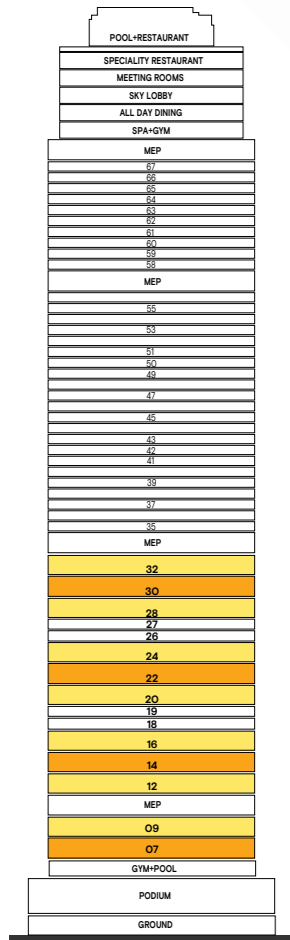 POOL+RESTAURANT
SPECIALITY RESTAURANT
MEETING ROOMS
SKY LOBBY
ALL DAY DINING
SPA+GYM
MEP
67
66
65
64
63
62
61
60
59
58
MEP
55
53
51
50
49
47
45
43
42
41
39
37
35
MEP
32
30
28
27
26
24
22
20
19
18
16
14
12
MEP
09
07
GYM+POOL
PODIUM
GROUND